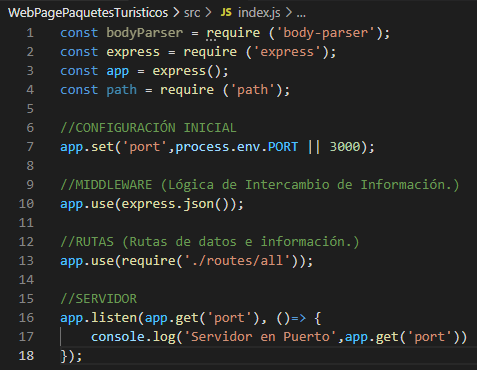 WebPagePaquetesTuristicos > src > JS index.js > ...
1 const bodyParser = require ('body-parser');
2 const express = require ('express');
3 const app = express();
4 const path = require ('path');
5
6 //CONFIGURACIÓN INICIAL
7 app.set('port',process.env.PORT || 3000);
8
9 //MIDDLEWARE (Lógica de Intercambio de Información.)
10 app.use(express.json());
11
12 //RUTAS (Rutas de datos e información.)
13 app.use(require('./routes/all'));
14
15 //SERVIDOR
16 app.listen(app.get('port'), ()=> {
17 console.log('Servidor en Puerto',app.get('port'))
18 });